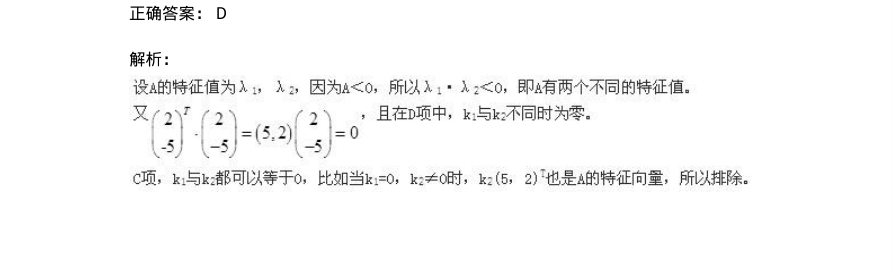 正确答案： D
解析：
设A的特征值为λ₁，λ₂，因为A＜0，所以λ₁·λ₂＜0，即A有两个不同的特征值。
又(2 -5)ᵀ·(2 -5)=(5,2)(2 -5)=0，且在D项中，k₁与k₂不同时为零。
C项，k₁与k₂都可以等于0，比如当k₁=0，k₂≠0时，k₂(5，2)ᵀ也是A的特征向量，所以排除。